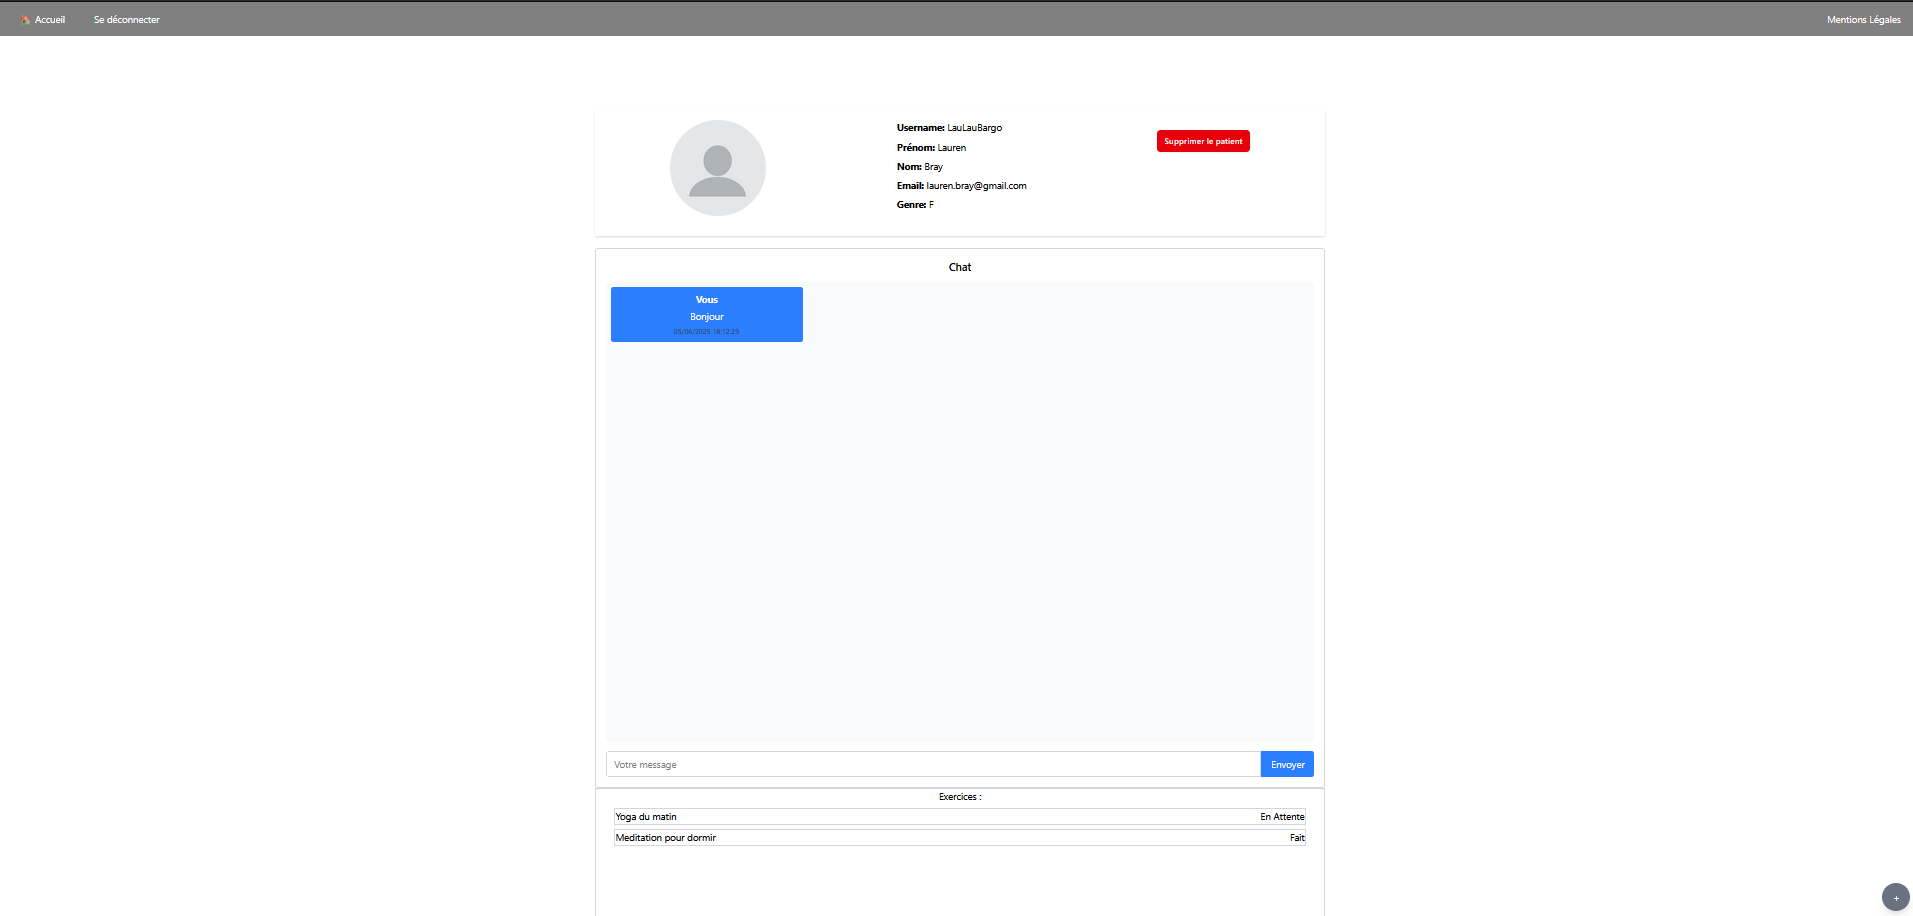 Accueil
Se déconnecter
Mentions Légales
Username: LauLauBargo
Prénom: Lauren
Nom: Bray
Email: lauren.bray@gmail.com
Genre: F
Supprimer le patient
Chat
Vous
Bonjour
05/06/2025 18:12:29
Votre message
Envoyer
Exercices :
Yoga du matin
En Attente
Meditation pour dormir
Fait
+